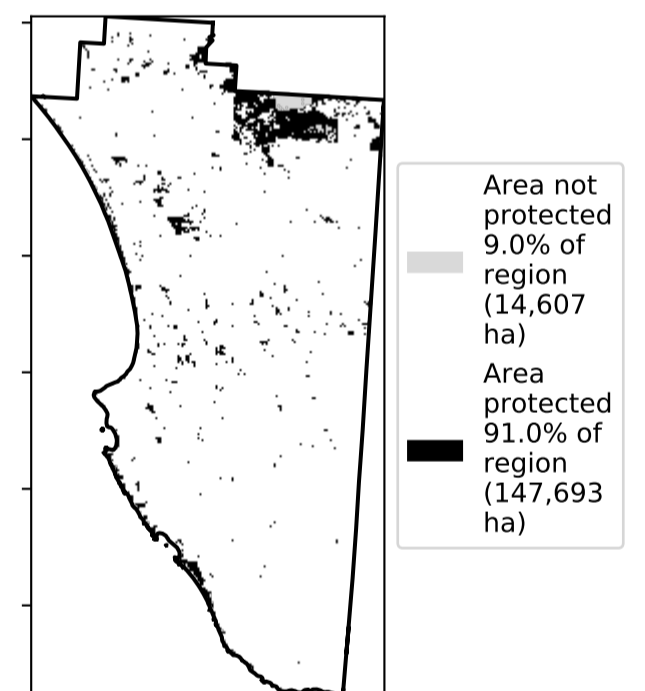 Area not
protected
9.0% of
region
(14,607
ha)
Area
protected
91.0% of
region
(147,693
ha)